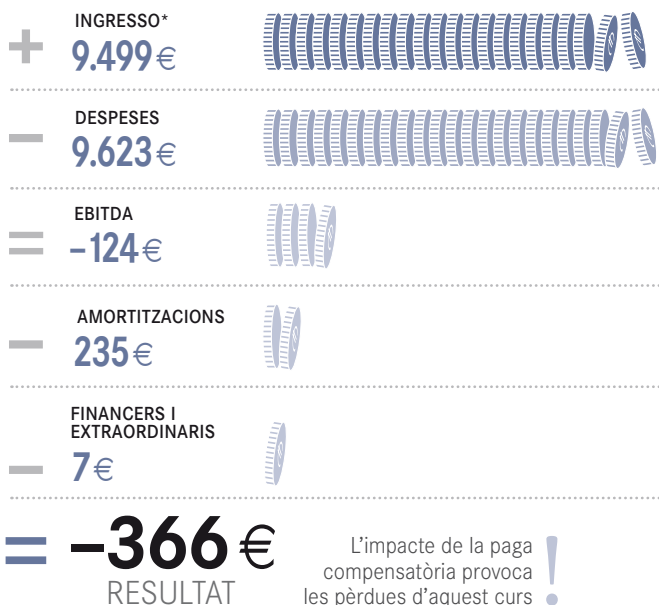 + INGRESSO*
9.499 €
− DESPESES
9.623 €
= EBITDA
−124 €
− AMORTITZACIONS
235 €
FINANCERS I
EXTRAORDINARIS
− 7 €
= −366 €
RESULTAT
L'impacte de la paga
compensatòria provoca
les pèrdues d'aquest curs
!